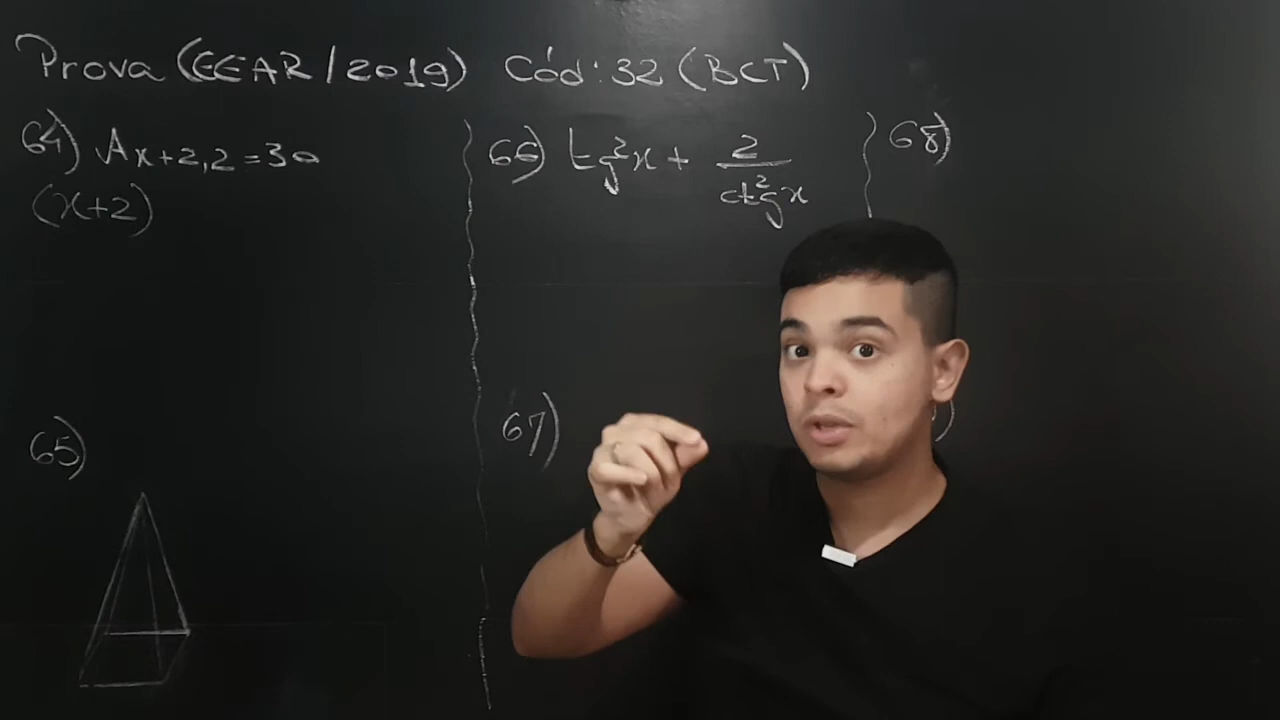 Prova (EEAR/2019) Cód: 32 (BCT)
64) Ax+2,2=30
(x+2)
65)
66) tg²x + 2/ctg²x
67)
68)